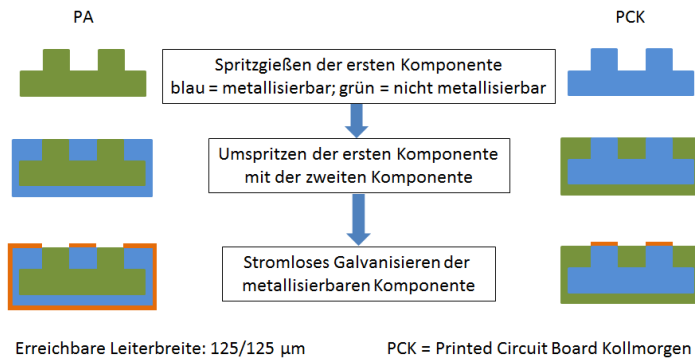 PA
PCK
Spritzgießen der ersten Komponente
blau = metallisierbar; grün = nicht metallisierbar
Umspritzen der ersten Komponente
mit der zweiten Komponente
Stromloses Galvanisieren der
metallisierbaren Komponente
Erreichbare Leiterbreite: 125/125 µm
PCK = Printed Circuit Board Kollmorgen